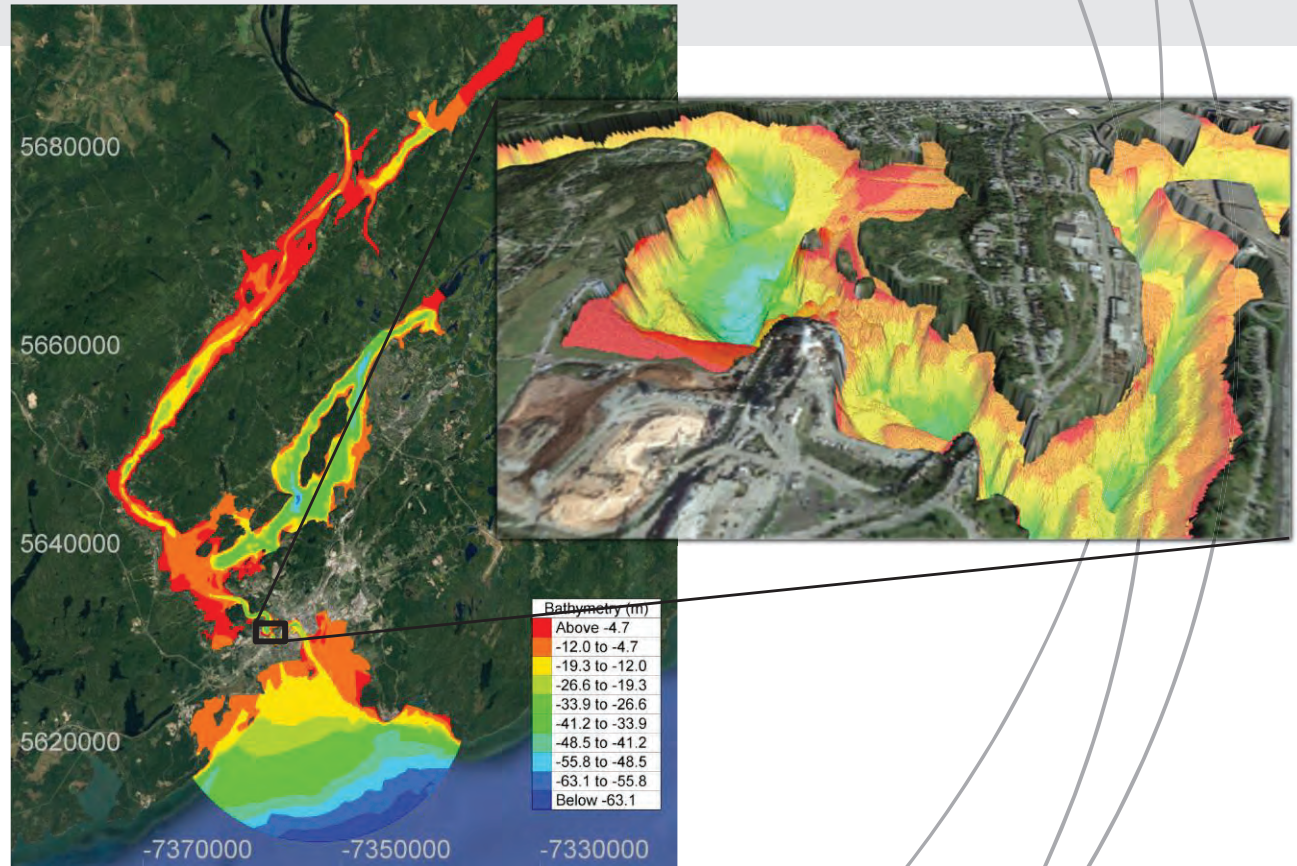 5680000
5660000
5640000
5620000
-7370000
-7350000
-7330000
Bathymetry (m)
Above -4.7
-12.0 to -4.7
-19.3 to -12.0
-26.6 to -19.3
-33.9 to -26.6
-41.2 to -33.9
-48.5 to -41.2
-55.8 to -48.5
-63.1 to -55.8
Below -63.1